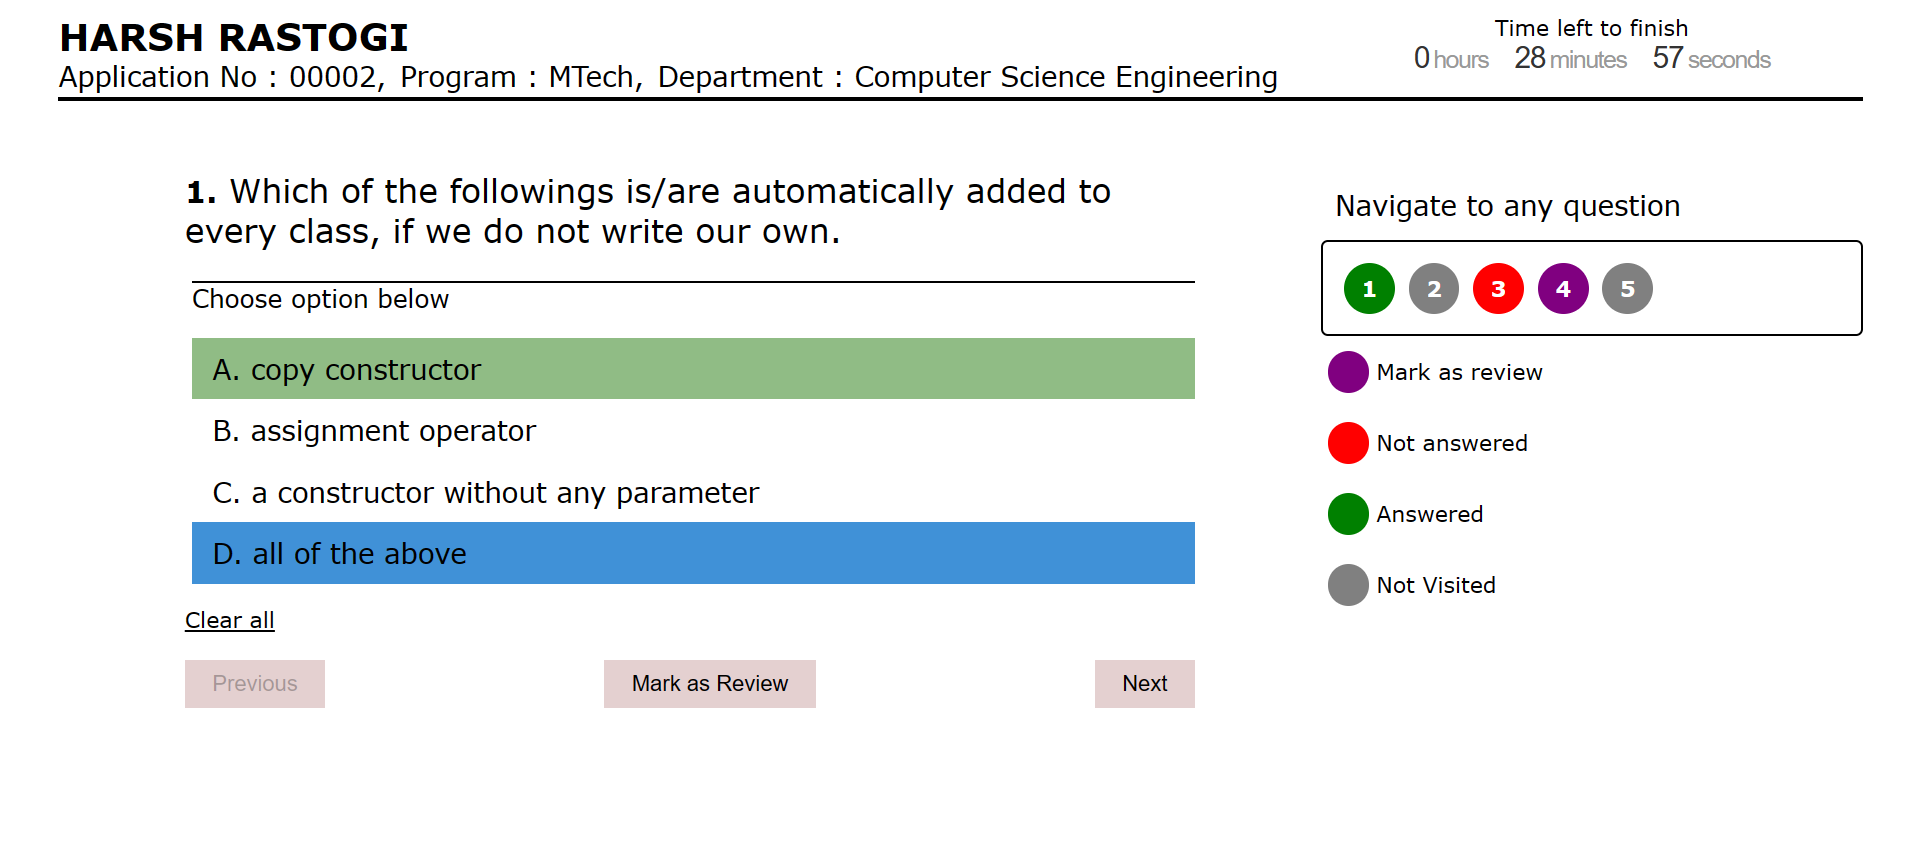 HARSH RASTOGI
Application No : 00002, Program : MTech, Department : Computer Science Engineering
Time left to finish
0 hours 28 minutes 57 seconds
1. Which of the followings is/are automatically added to
every class, if we do not write our own.
Choose option below
A. copy constructor
B. assignment operator
C. a constructor without any parameter
D. all of the above
Clear all
Previous
Mark as Review
Next
Navigate to any question
1 2 3 4 5
Mark as review
Not answered
Answered
Not Visited